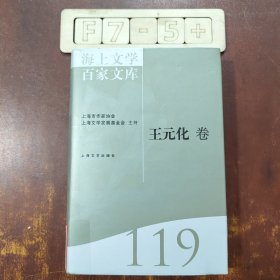 F7-5+
海上文学
百家文库
上海市作家协会
上海文学发展基金会 主持
王元化 卷
上海文艺出版社
119